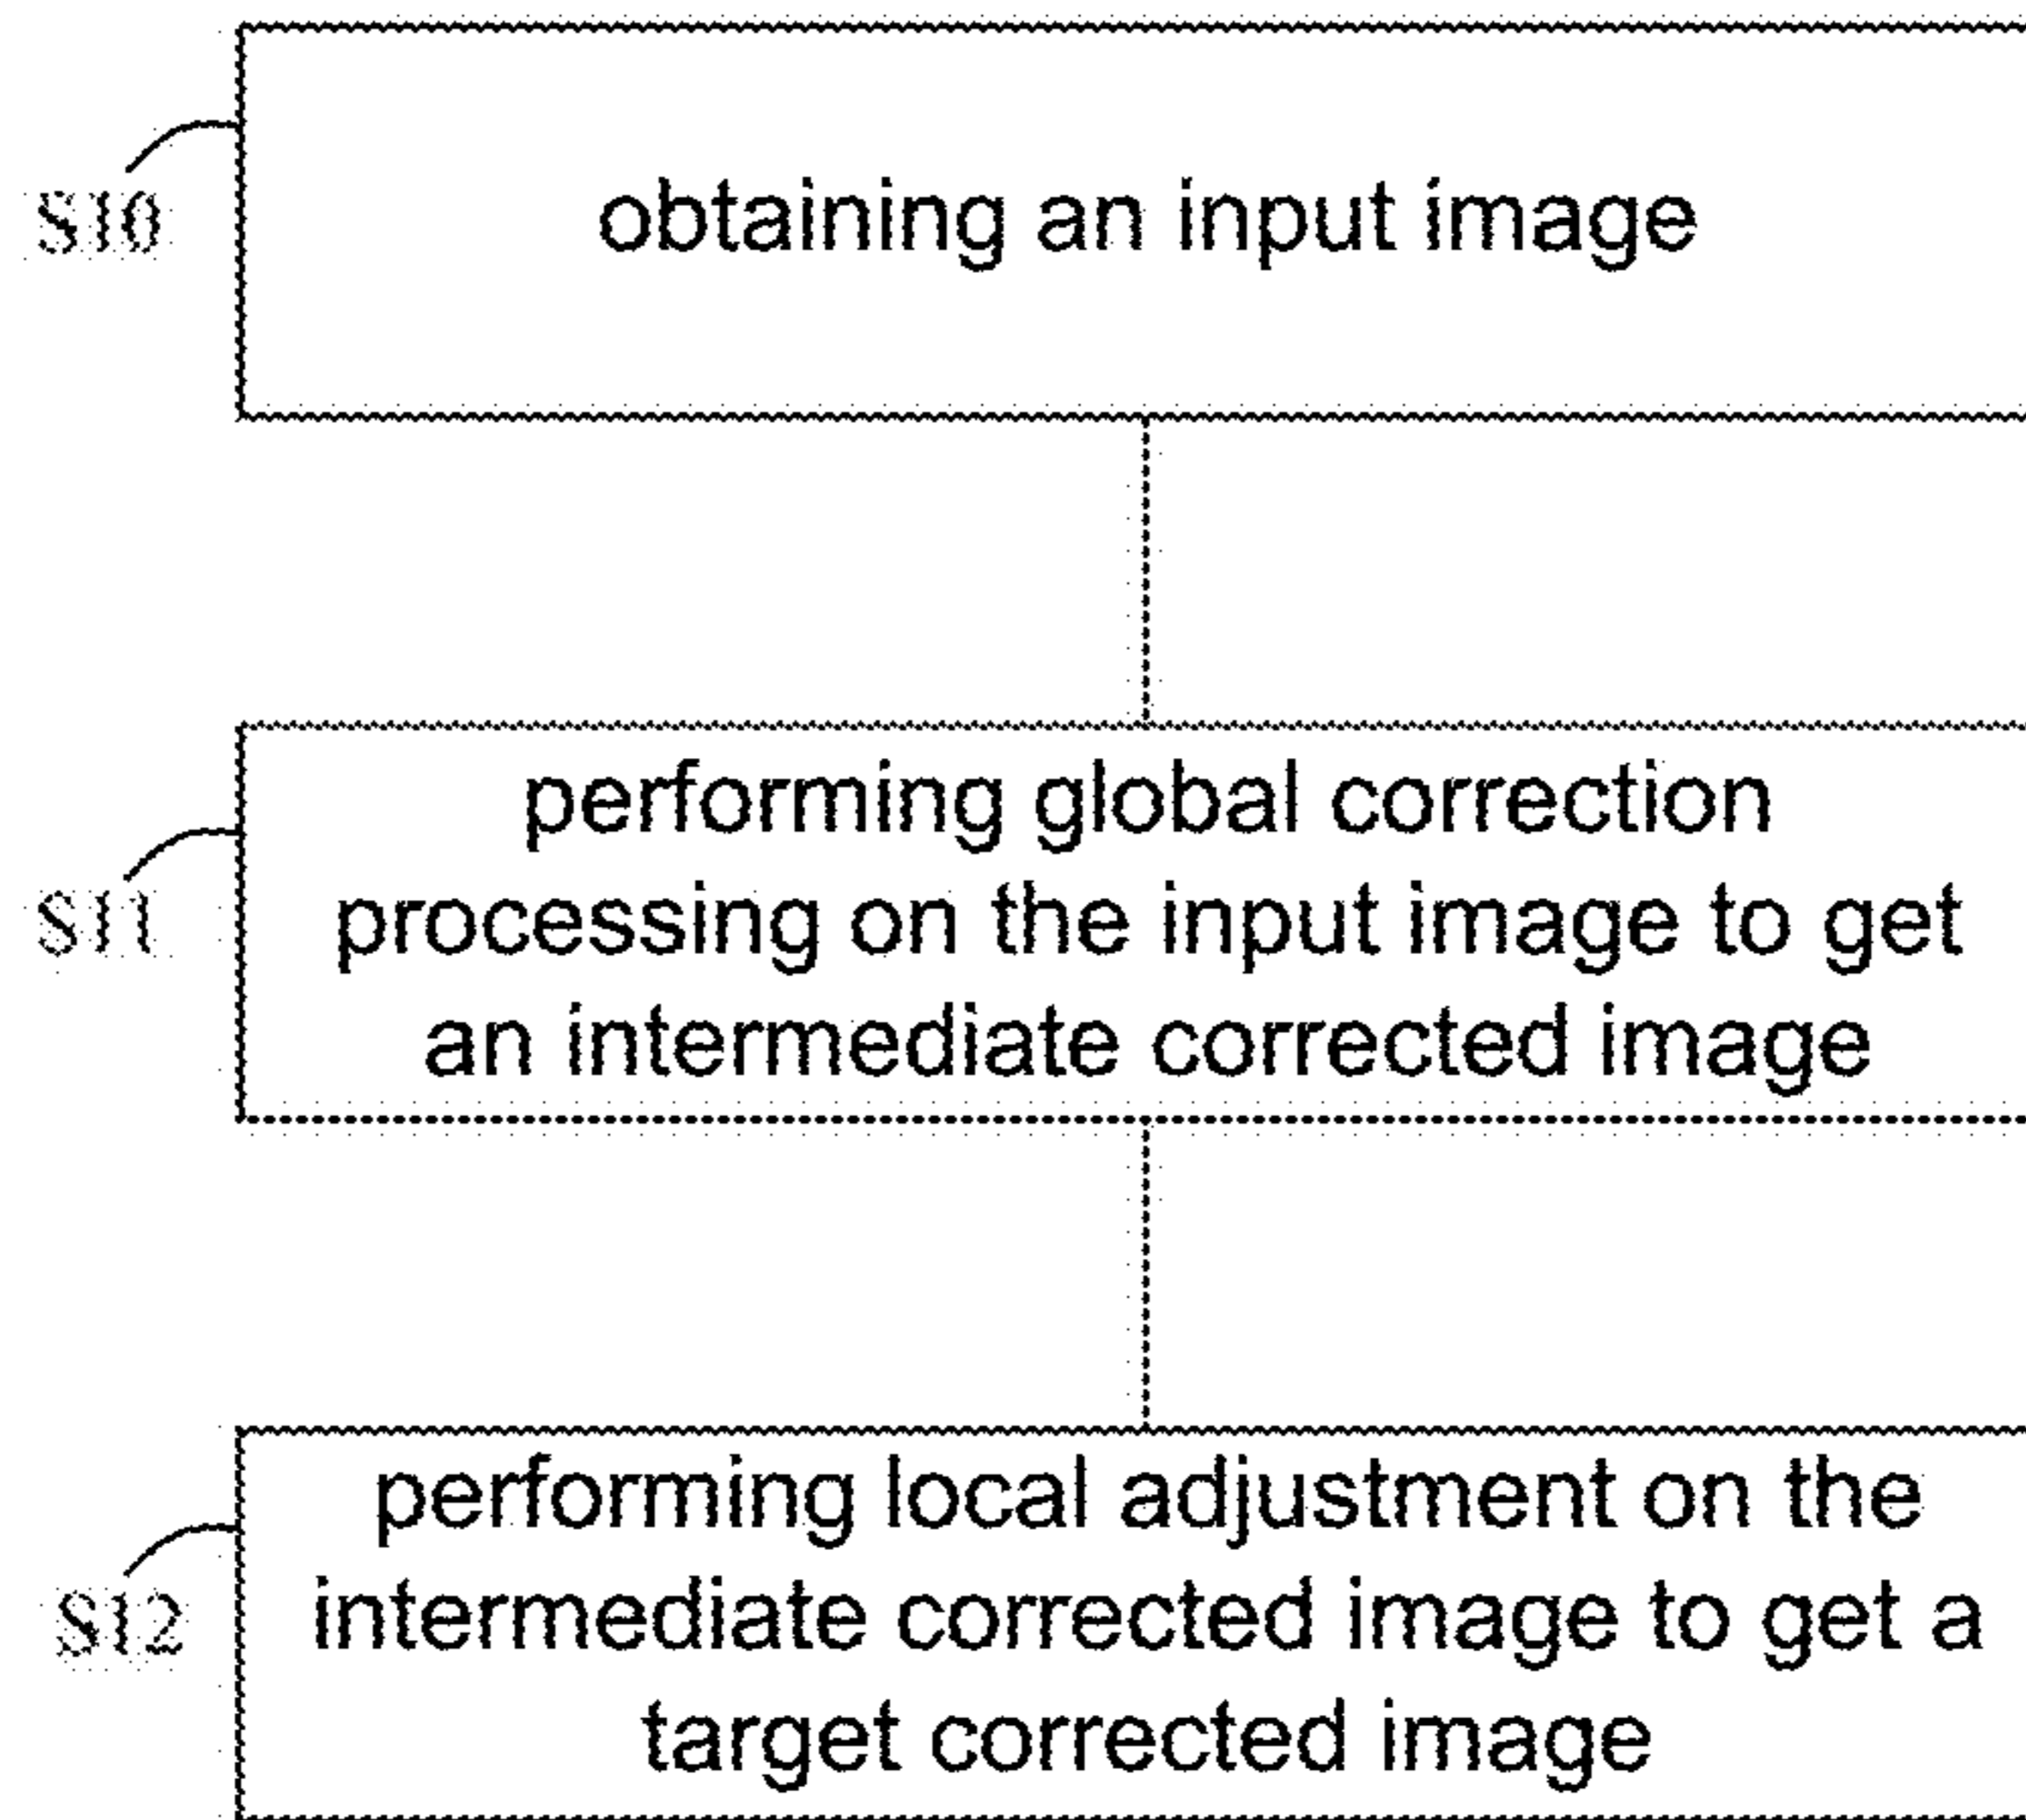 S10
obtaining an input image
S11
performing global correction
processing on the input image to get
an intermediate corrected image
S12
performing local adjustment on the
intermediate corrected image to get a
target corrected image